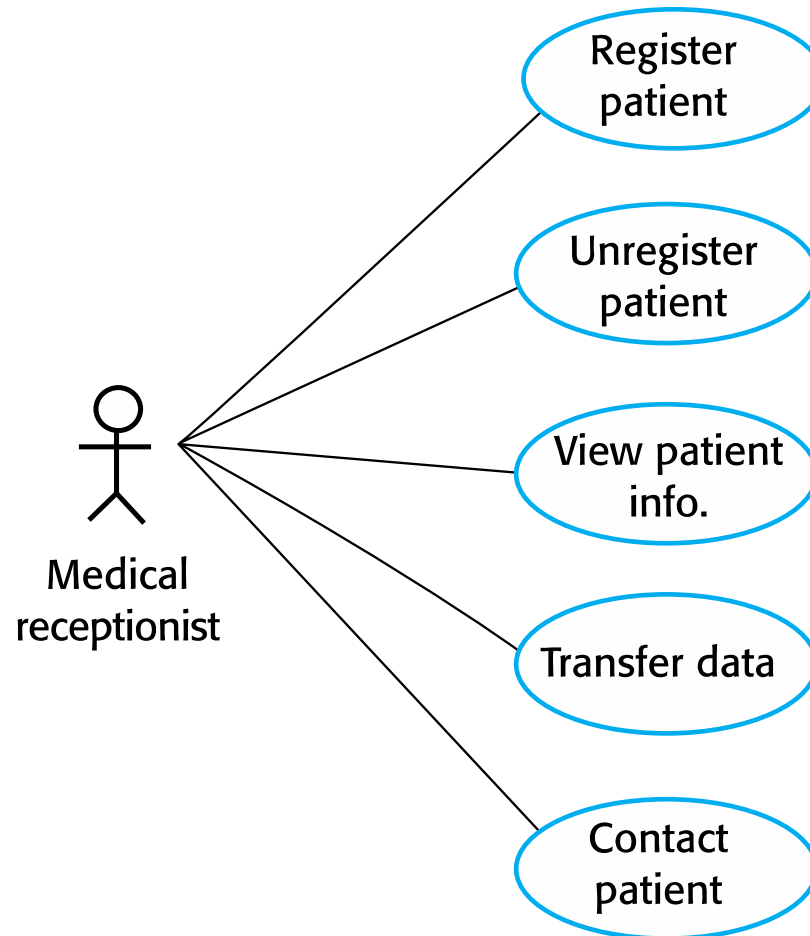 Register
patient
Unregister
patient
View patient
info.
Medical
receptionist
Transfer data
Contact
patient